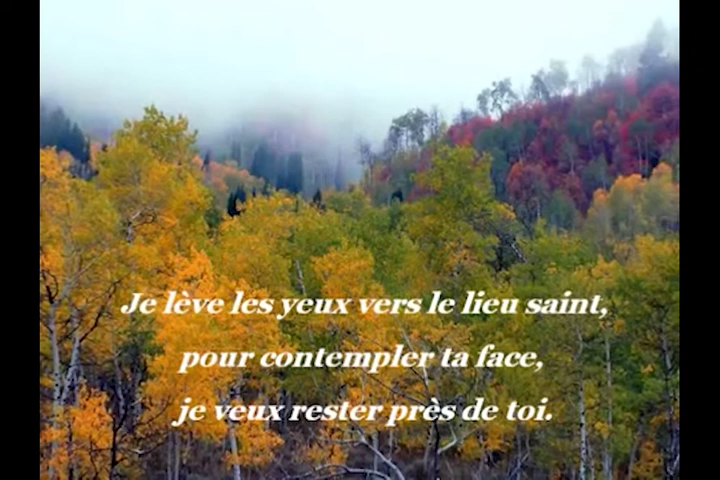 Je lève les yeux vers le lieu saint,
pour contempler ta face,
je veux rester près de toi.